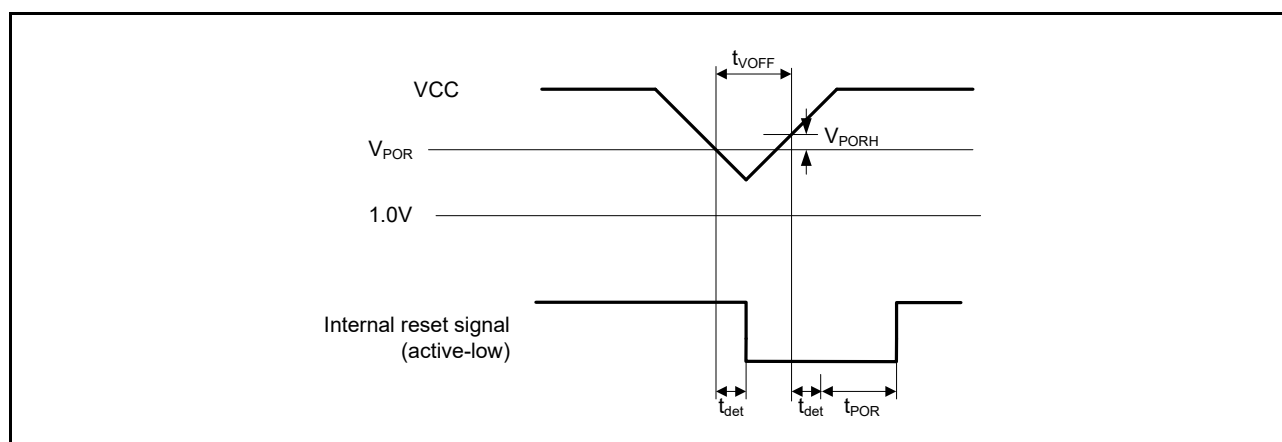 tVOFF
VCC
VPORH
VPOR
1.0V
Internal reset signal
(active-low)
tdet
tdet
tPOR